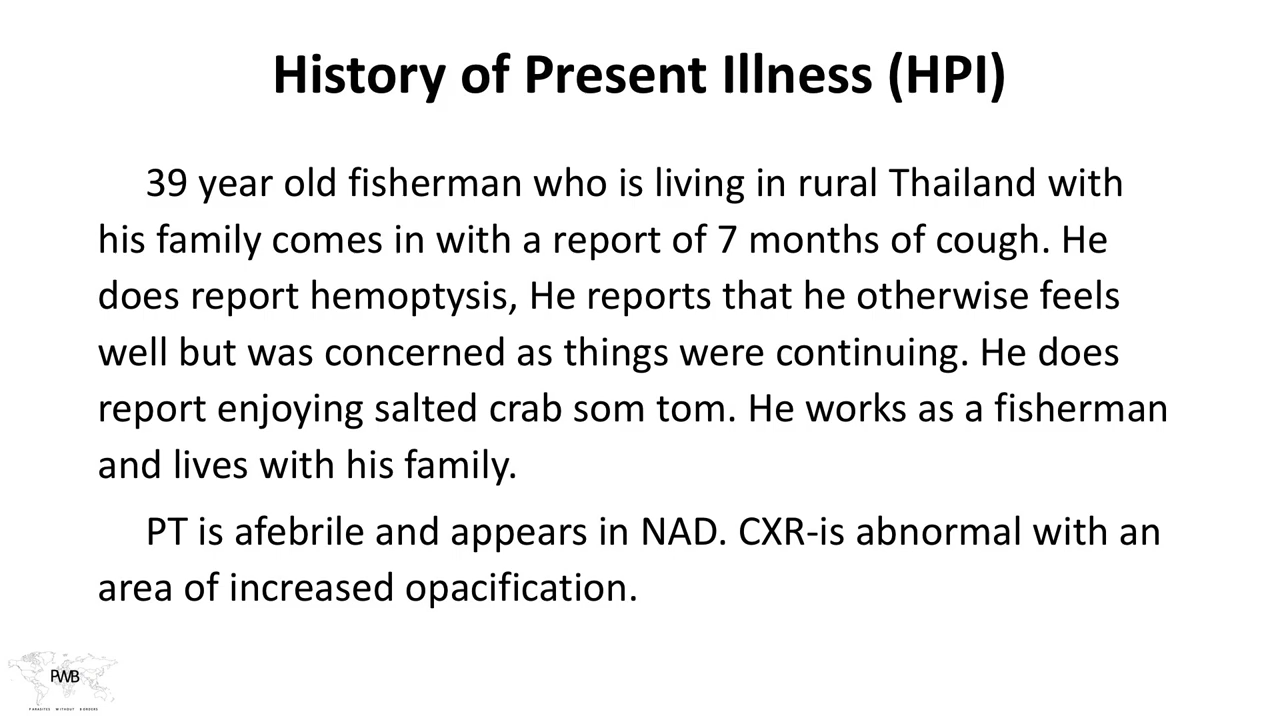 History of Present Illness (HPI)
39 year old fisherman who is living in rural Thailand with
his family comes in with a report of 7 months of cough. He
does report hemoptysis, He reports that he otherwise feels
well but was concerned as things were continuing. He does
report enjoying salted crab som tom. He works as a fisherman
and lives with his family.
PT is afebrile and appears in NAD. CXR-is abnormal with an
area of increased opacification.
PWB
PARASITES WITHOUT BORDERS